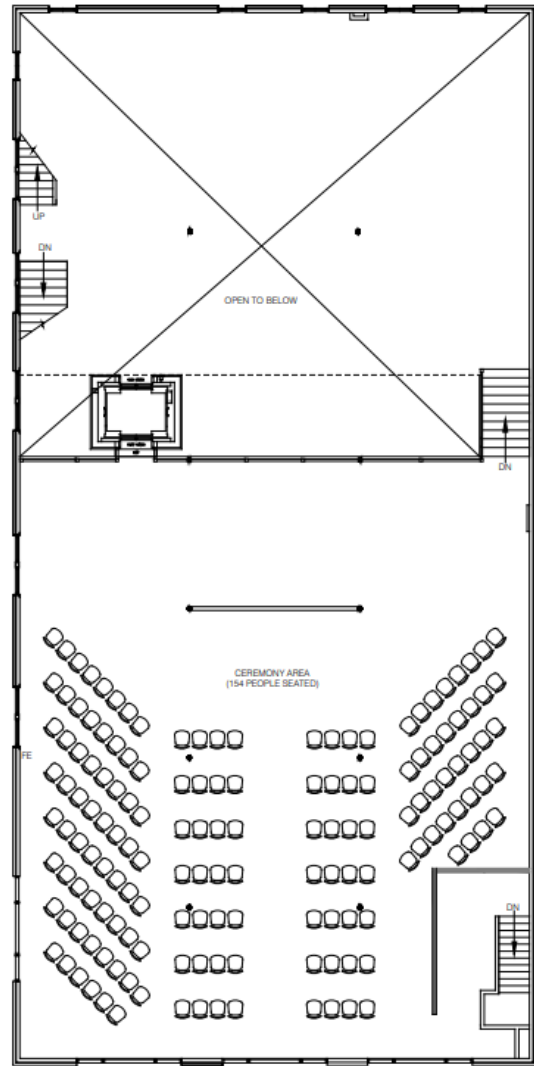 UP
DN
OPEN TO BELOW
DN
CEREMONY AREA
(154 PEOPLE SEATED)
FE
DN